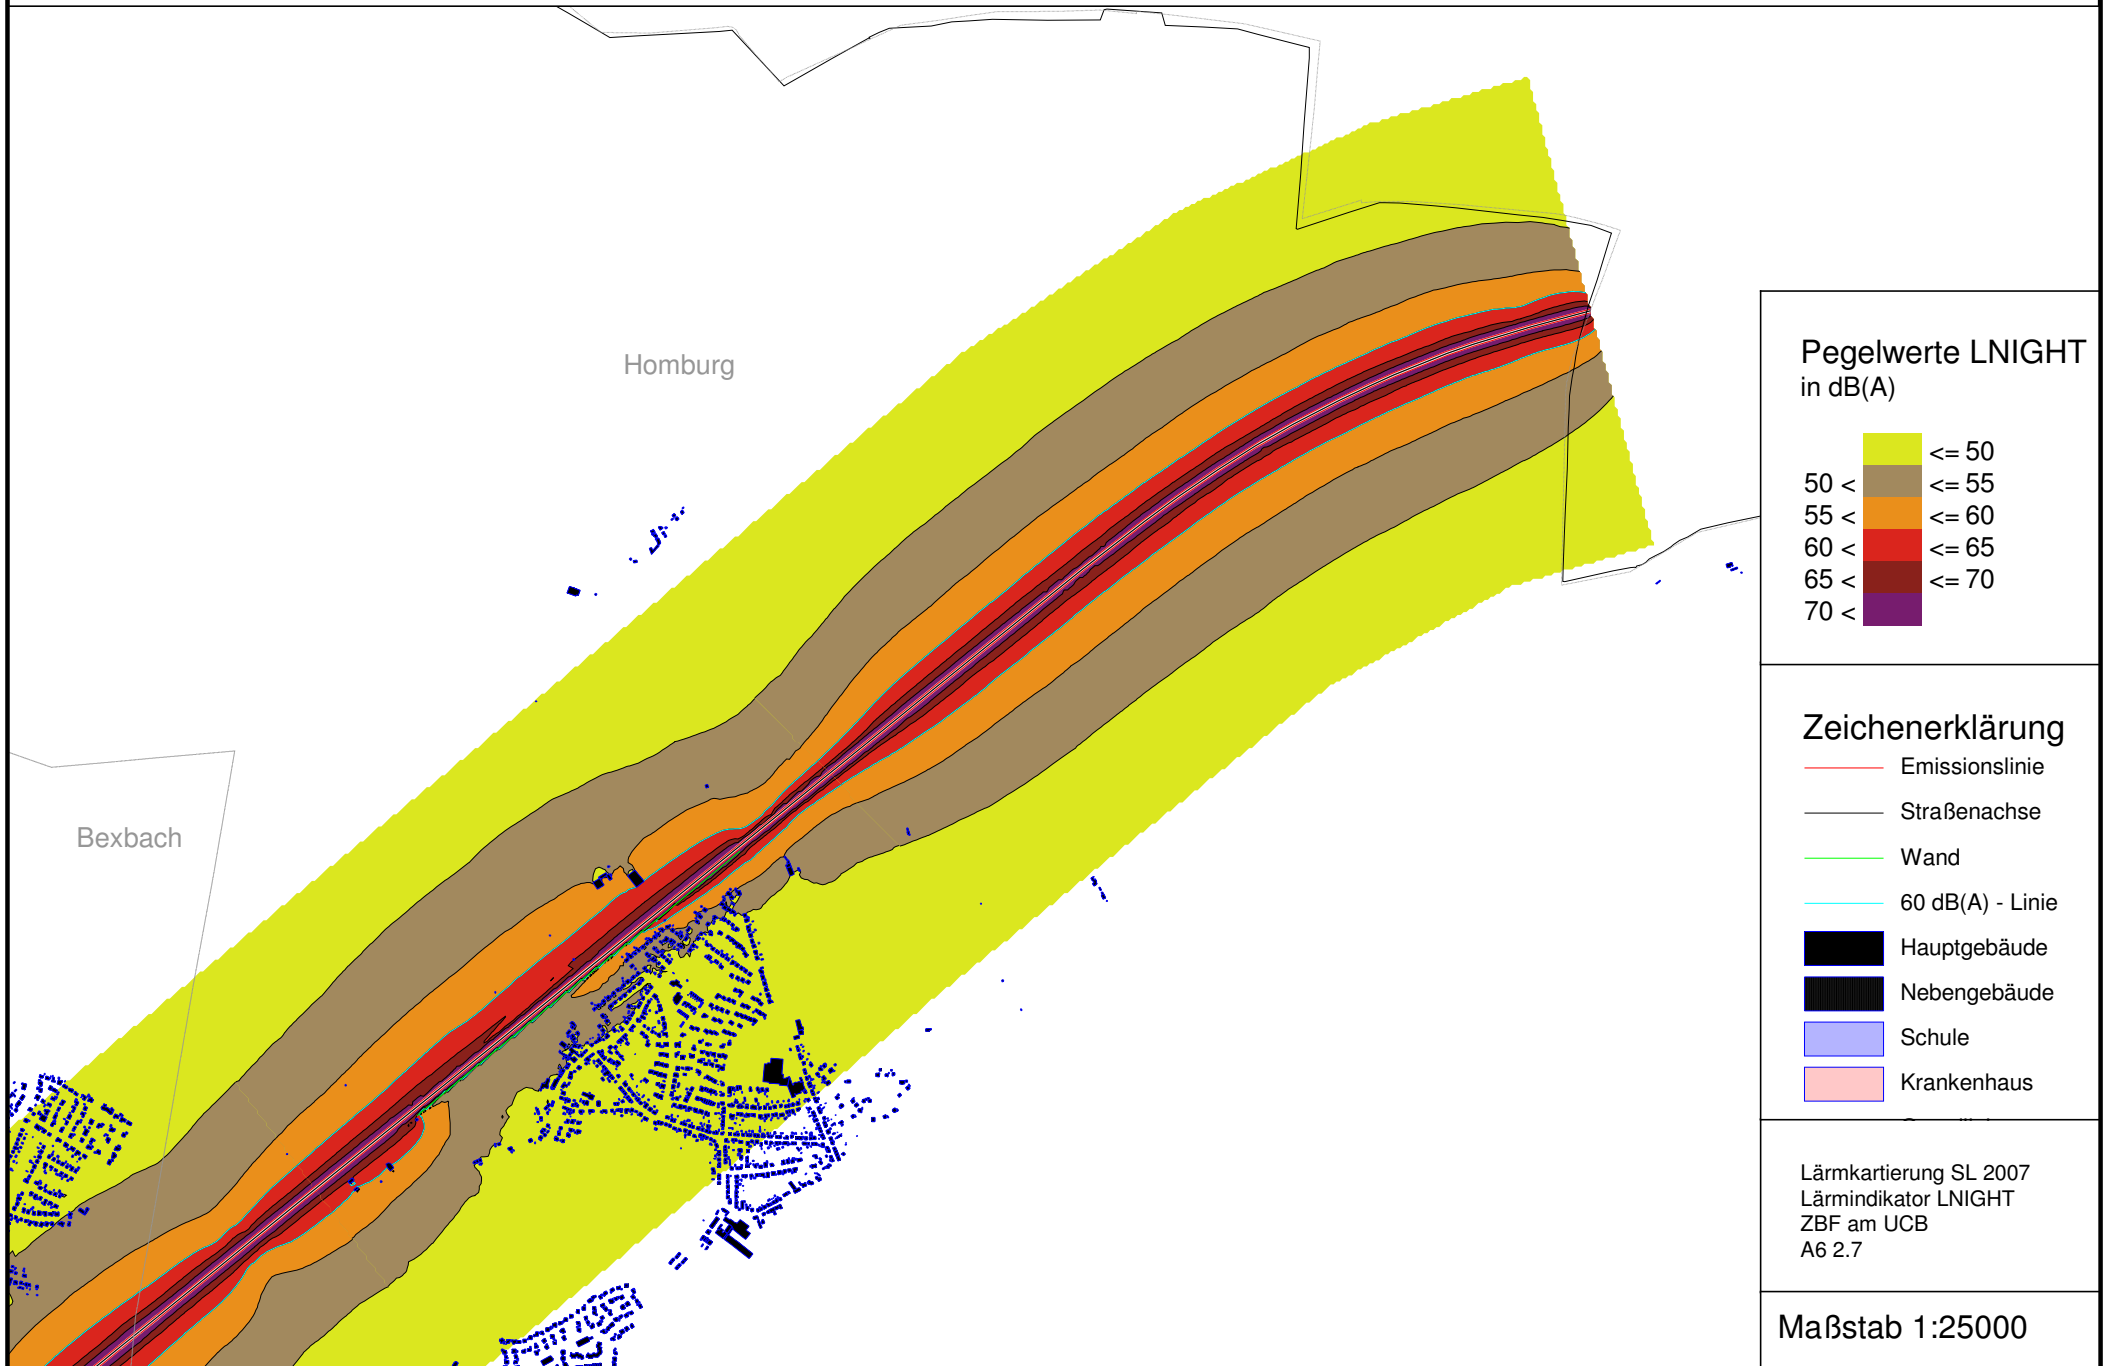 Homburg
Bexbach
Pegelwerte LNIGHT
in dB(A)
<= 50
50 < <= 55
55 < <= 60
60 < <= 65
65 < <= 70
70 <
Zeichenerklärung
Emissionslinie
Straßenachse
Wand
60 dB(A) - Linie
Hauptgebäude
Nebengebäude
Schule
Krankenhaus
Lärmkartierung SL 2007
Lärmindikator LNIGHT
ZBF am UCB
A6 2.7
Maßstab 1:25000